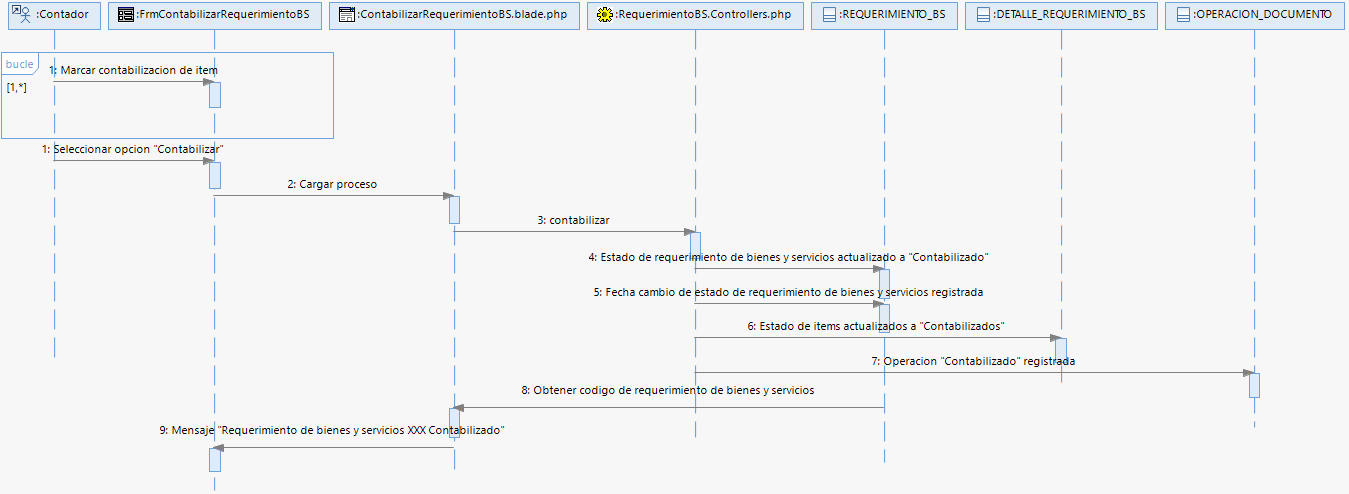 :Contador
:FrmContabilizarRequerimientoBS
:ContabilizarRequerimientoBS.blade.php
:RequerimientoBS.Controllers.php
:REQUERIMIENTO_BS
:DETALLE_REQUERIMIENTO_BS
:OPERACION_DOCUMENTO
bucle
1: Marcar contabilizacion de item
[1,*]
1: Seleccionar opcion "Contabilizar"
2: Cargar proceso
3: contabilizar
4: Estado de requerimiento de bienes y servicios actualizado a "Contabilizado"
5: Fecha cambio de estado de requerimiento de bienes y servicios registrada
6: Estado de items actualizados a "Contabilizados"
7: Operacion "Contabilizado" registrada
8: Obtener codigo de requerimiento de bienes y servicios
9: Mensaje "Requerimiento de bienes y servicios XXX Contabilizado"